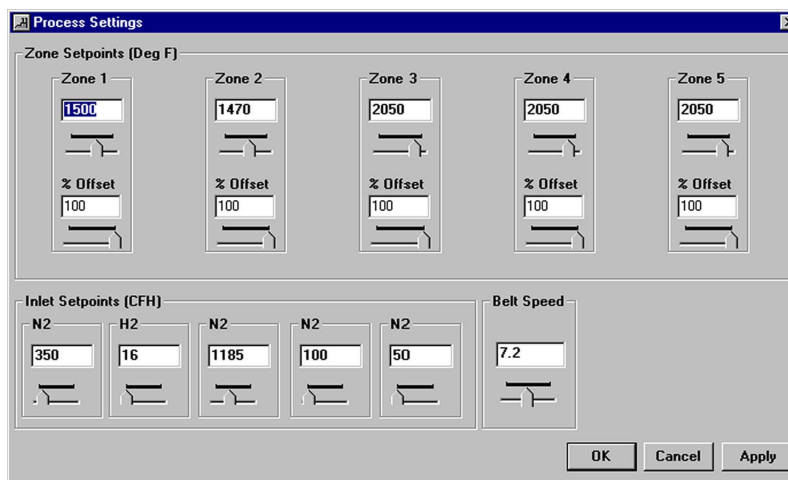 Process Settings
Zone Setpoints (Deg F)
Zone 1 Zone 2 Zone 3 Zone 4 Zone 5
1500 1470 2050 2050 2050
% Offset % Offset % Offset % Offset % Offset
100 100 100 100 100
Inlet Setpoints (CFH) Belt Speed
N2 H2 N2 N2 N2
350 16 1185 100 50 7.2
OK Cancel Apply